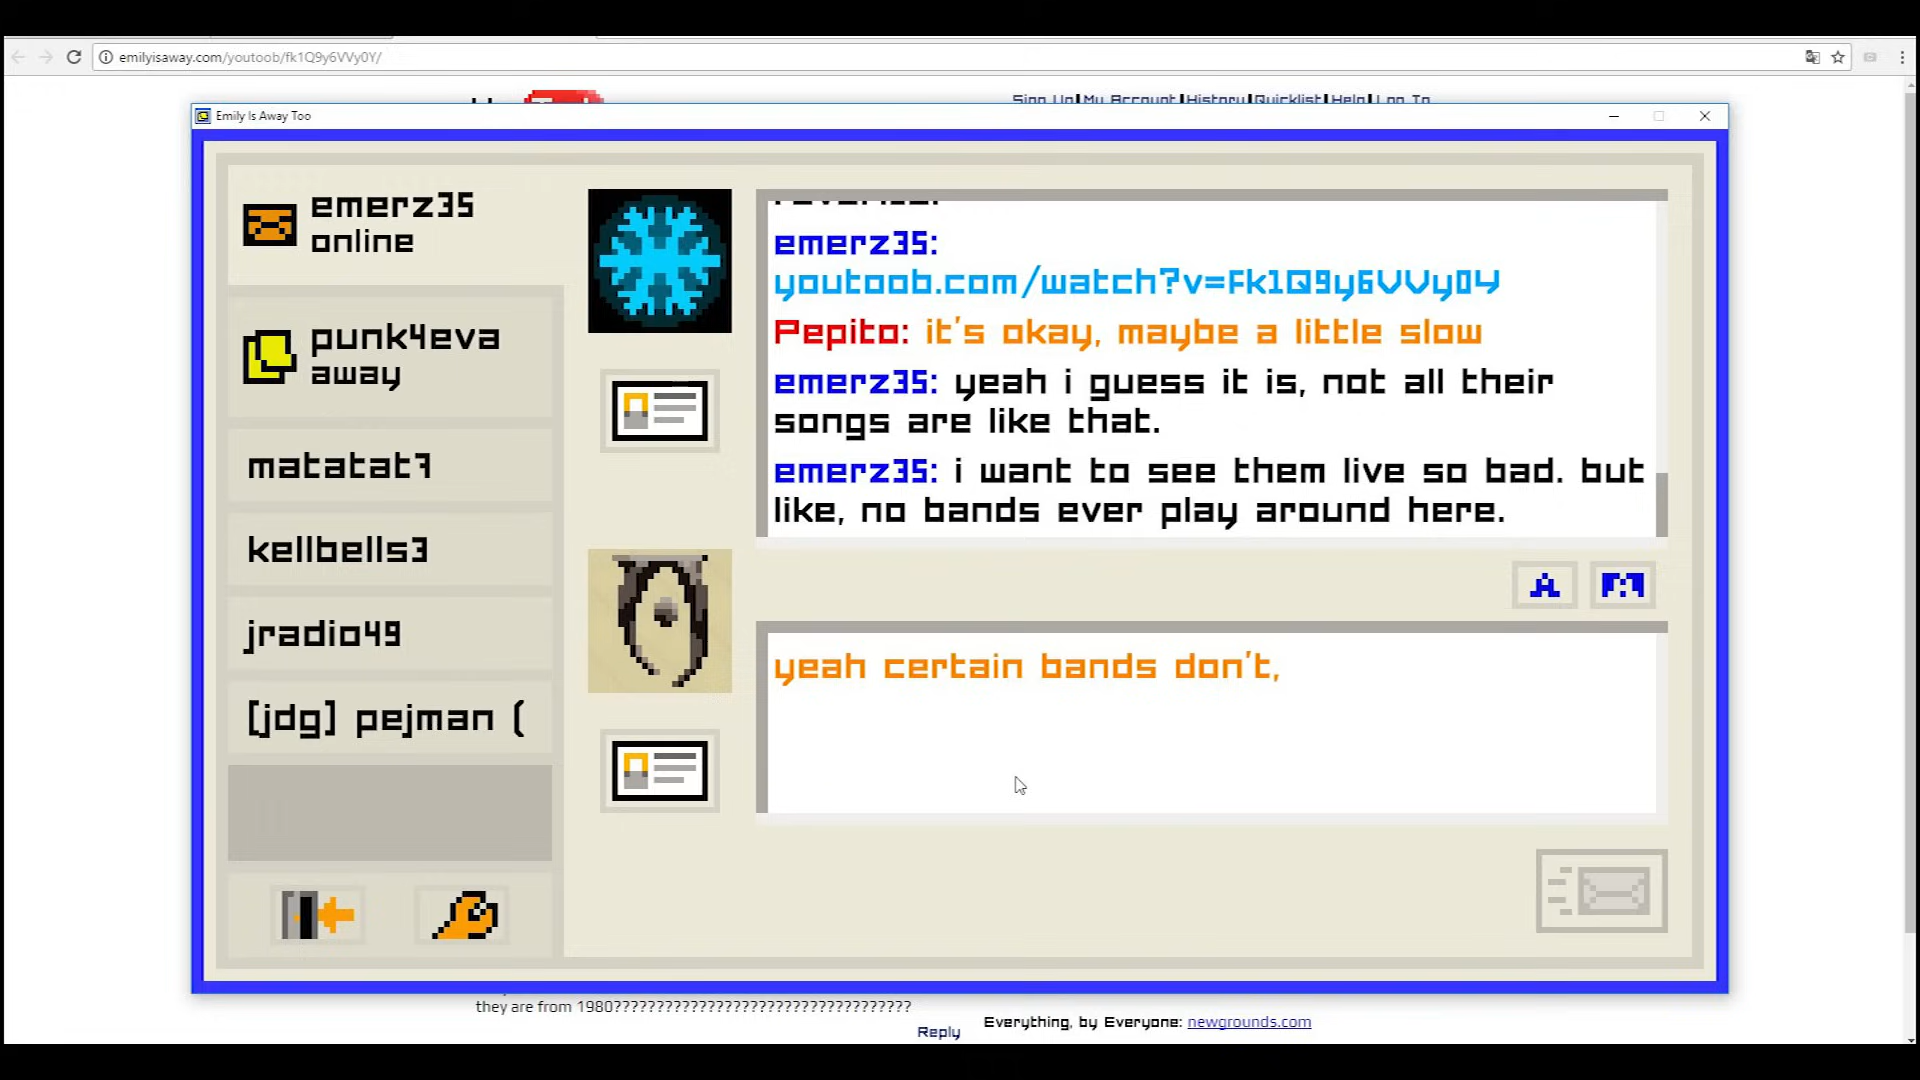 emilyisaway.com/youtoob/fk1Q9y6VVy0Y/
Sign Up|My Account|History|Quicklist|Help|Log In
Emily Is Away Too
emerz35
online
punk4eva
away
matatat7
kellbells3
jradio49
[jdg] pejman (
emerz35:
youtoob.com/watch?v=fk1Q9y6VVy0Y
Pepito: it's okay, maybe a little slow
emerz35: yeah i guess it is, not all their
songs are like that.
emerz35: i want to see them live so bad. but
like, no bands ever play around here.
A M
yeah certain bands don't,
they are from 1980???????????????????????????????????
Reply
Everything, by Everyone: newgrounds.com